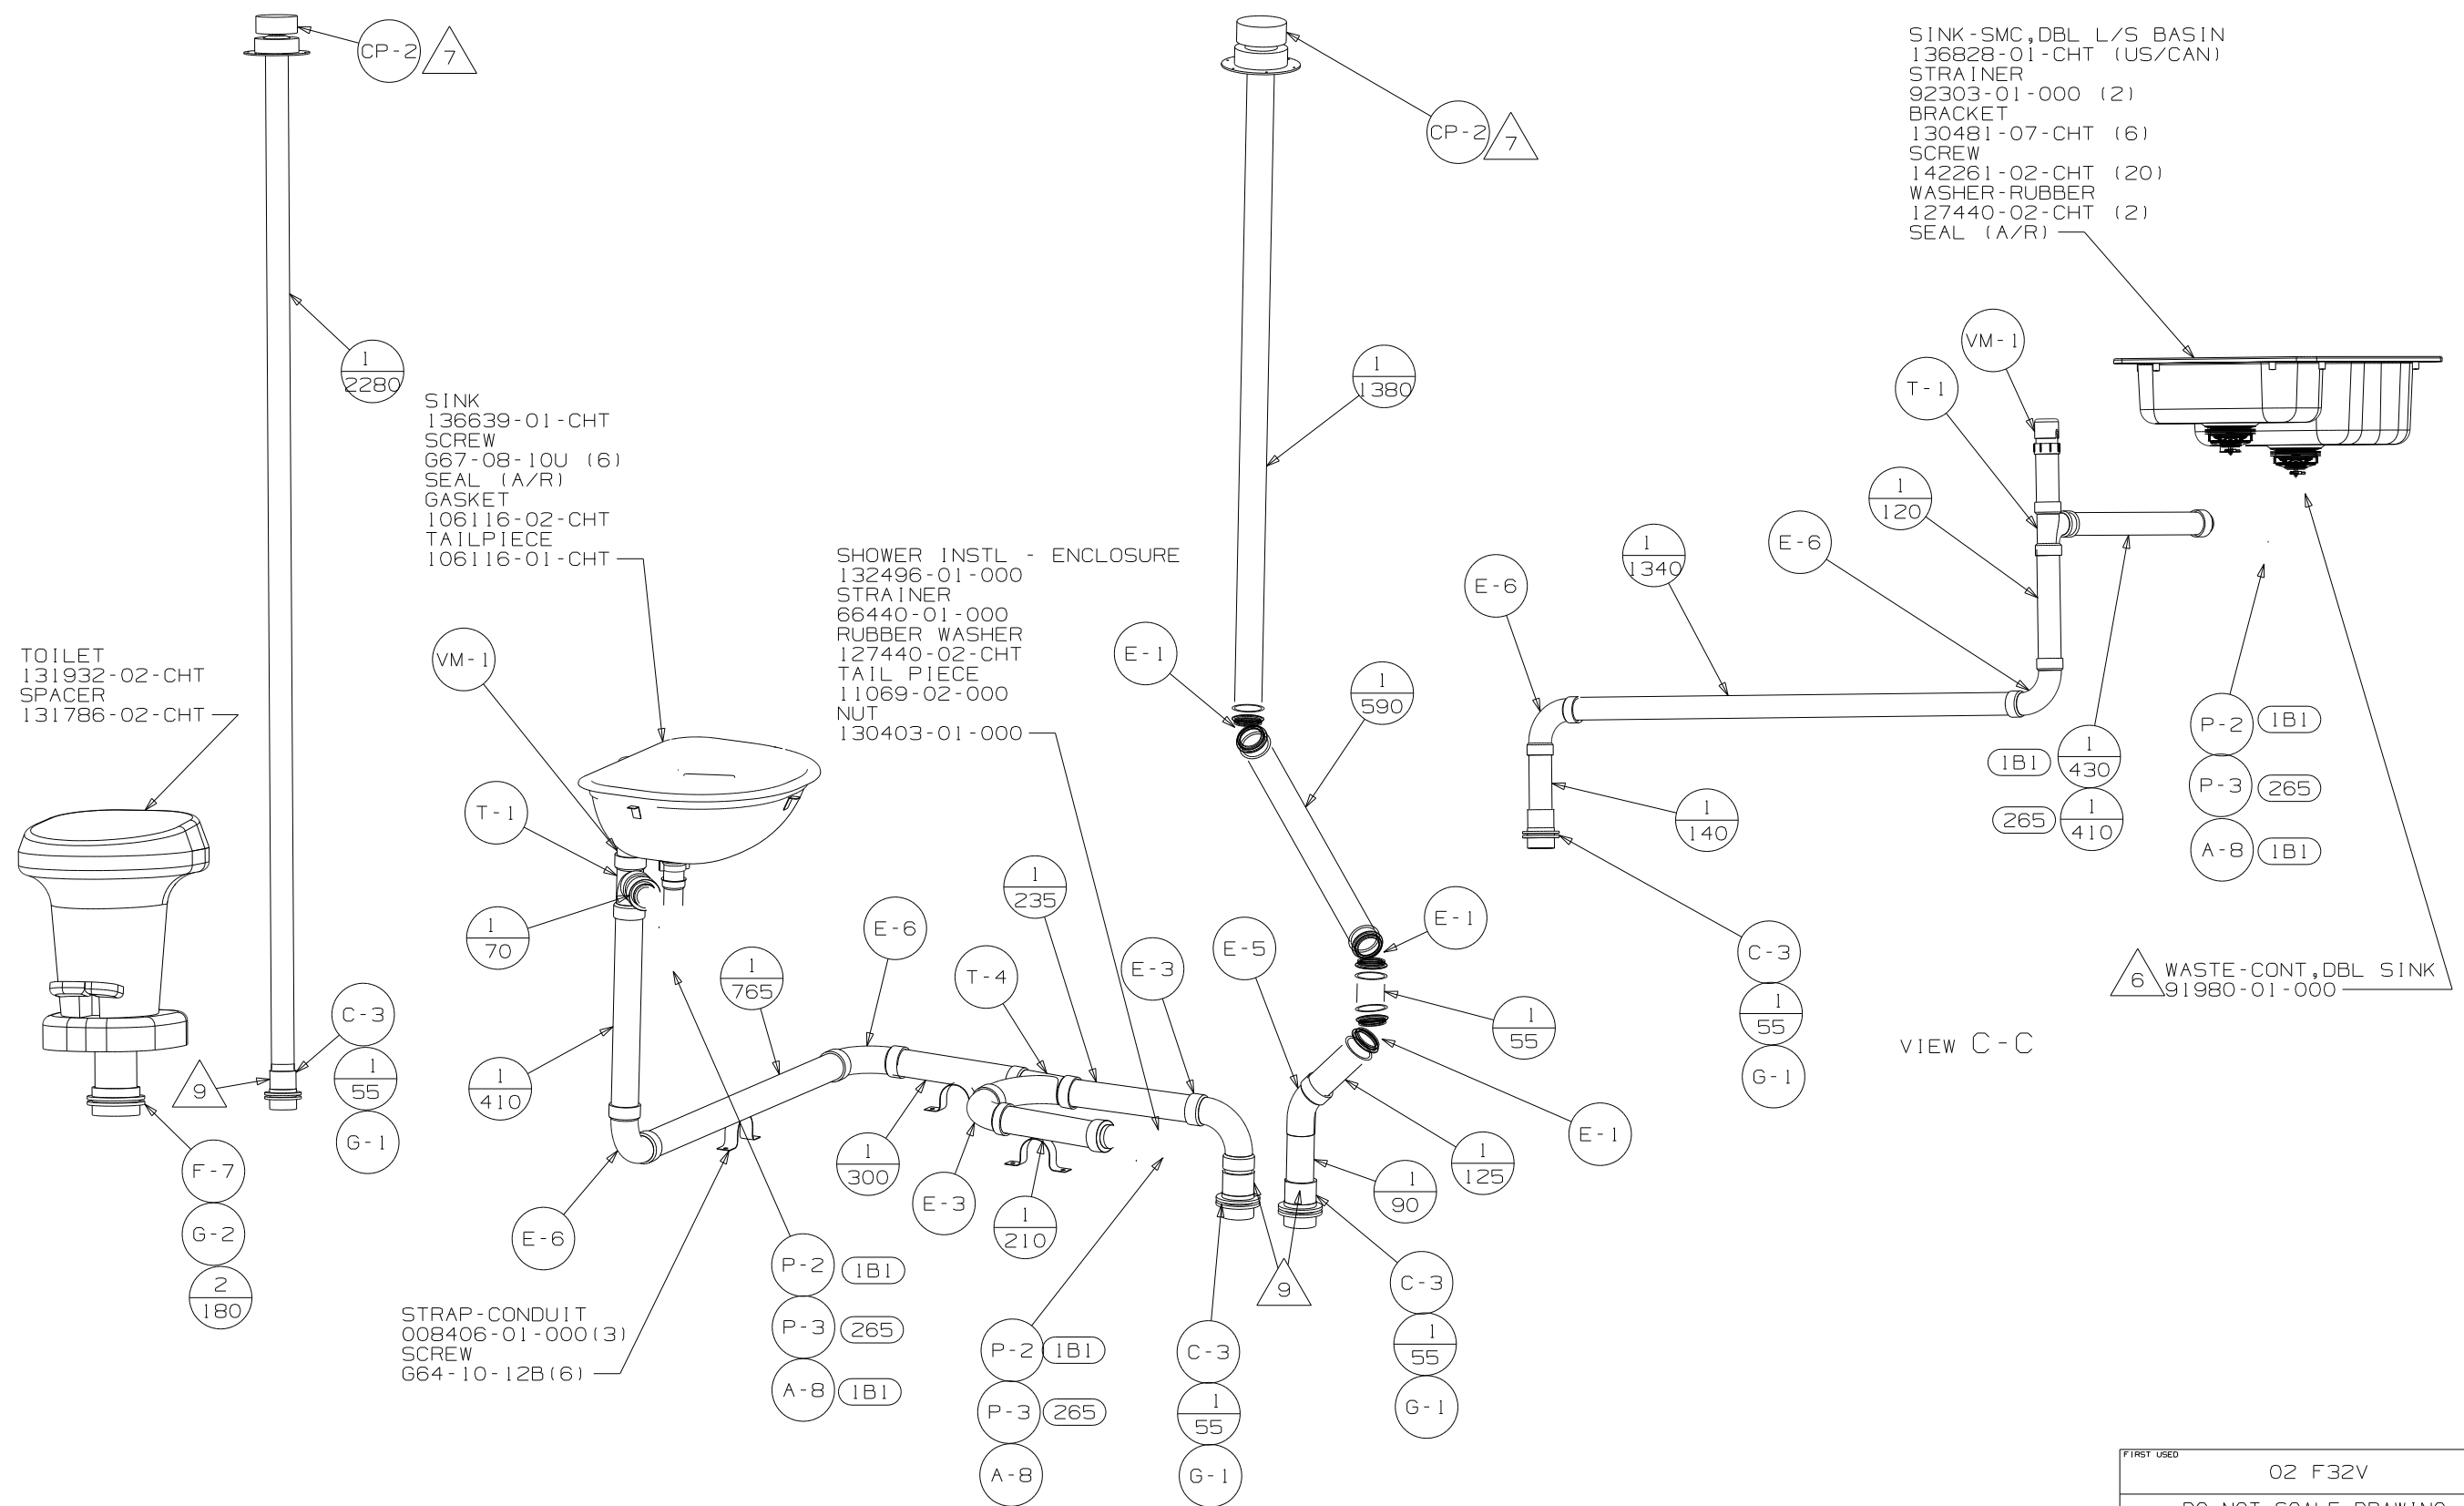 CP-2
7
1
2280
TOILET
131932-02-CHT
SPACER
131786-02-CHT
9
C-3
1
55
G-1
F-7
G-2
2
180
SINK
136639-01-CHT
SCREW
G67-08-10U (6)
SEAL (A/R)
GASKET
106116-02-CHT
TAILPIECE
106116-01-CHT
VM-1
T-1
1
70
1
410
E-6
1
765
E-6
STRAP-CONDUIT
008406-01-000(3)
SCREW
G64-10-12B(6)
P-2
1B1
P-3
265
A-8
1B1
SHOWER INSTL - ENCLOSURE
132496-01-000
STRAINER
66440-01-000
RUBBER WASHER
127440-02-CHT
TAIL PIECE
11069-02-000
NUT
130403-01-000
T-4
1
235
E-3
1
300
E-3
1
210
P-2
1B1
P-3
265
A-8
C-3
1
55
G-1
9
CP-2
7
1
1380
E-1
1
590
E-1
E-5
1
55
E-1
1
125
1
90
C-3
1
55
G-1
SINK-SMC,DBL L/S BASIN
136828-01-CHT (US/CAN)
STRAINER
92303-01-000 (2)
BRACKET
130481-07-CHT (6)
SCREW
142261-02-CHT (20)
WASHER-RUBBER
127440-02-CHT (2)
SEAL (A/R)
VM-1
T-1
1
120
E-6
1
1340
E-6
1
140
1B1
1
430
265
1
410
P-2
1B1
P-3
265
A-8
1B1
C-3
1
55
G-1
6
WASTE-CONT,DBL SINK
91980-01-000
VIEW C-C
FIRST USED
02 F32V
DO NOT SCALE DRAWING